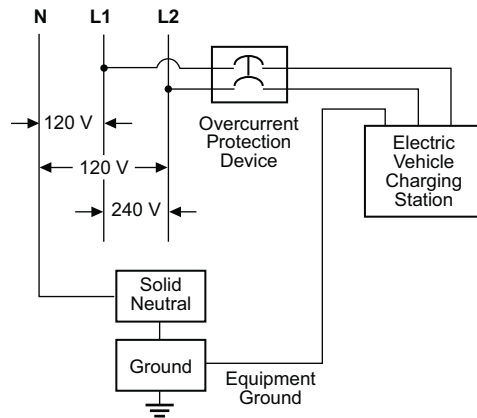 N L1 L2
120 V
120 V
240 V
Overcurrent
Protection
Device
Electric
Vehicle
Charging
Station
Solid
Neutral
Ground
Equipment
Ground